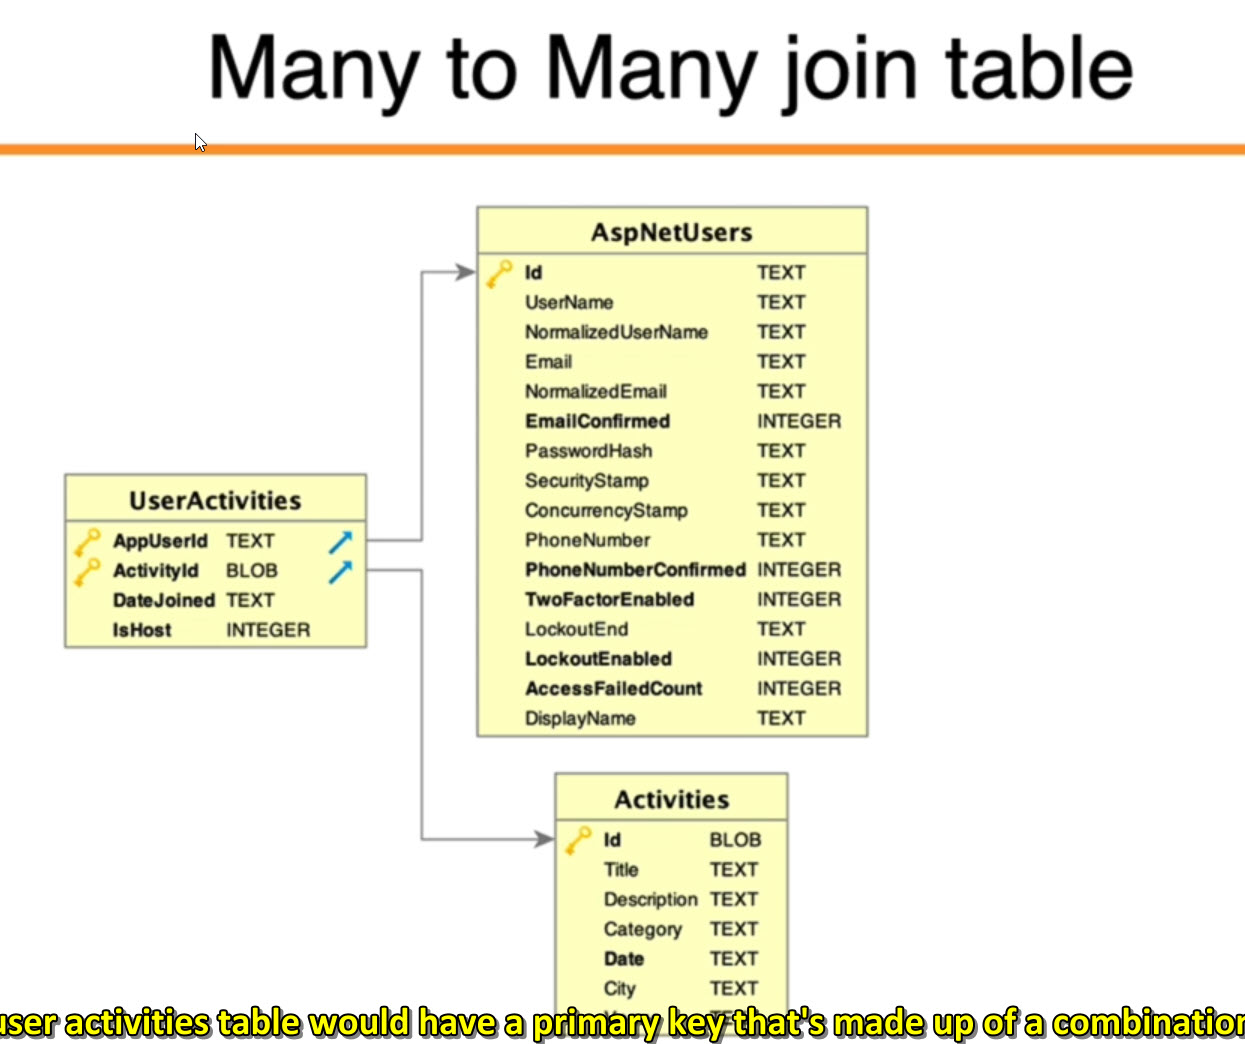 Many to Many join table
AspNetUsers
Id TEXT
UserName TEXT
NormalizedUserName TEXT
Email TEXT
NormalizedEmail TEXT
EmailConfirmed INTEGER
PasswordHash TEXT
SecurityStamp TEXT
ConcurrencyStamp TEXT
PhoneNumber TEXT
PhoneNumberConfirmed INTEGER
TwoFactorEnabled INTEGER
LockoutEnd TEXT
LockoutEnabled INTEGER
AccessFailedCount INTEGER
DisplayName TEXT
UserActivities
AppUserId TEXT
ActivityId BLOB
DateJoined TEXT
IsHost INTEGER
Activities
Id BLOB
Title TEXT
Description TEXT
Category TEXT
Date TEXT
City TEXT
user activities table would have a primary key that's made up of a combination